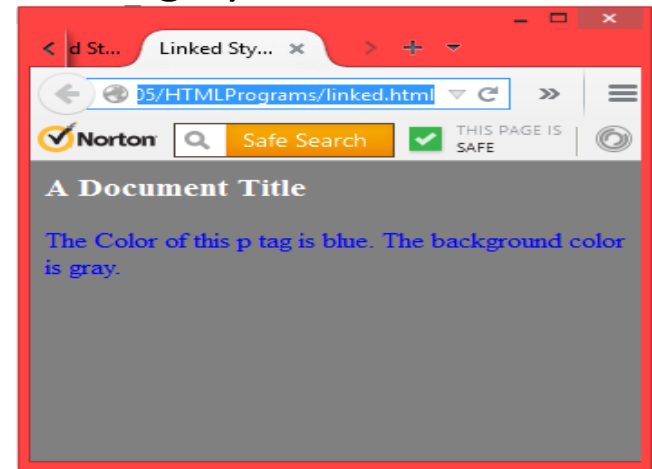 d St...
Linked Sty...
05/HTMLPrograms/linked.html
Norton
Safe Search
THIS PAGE IS
SAFE
A Document Title
The Color of this p tag is blue. The background color
is gray.